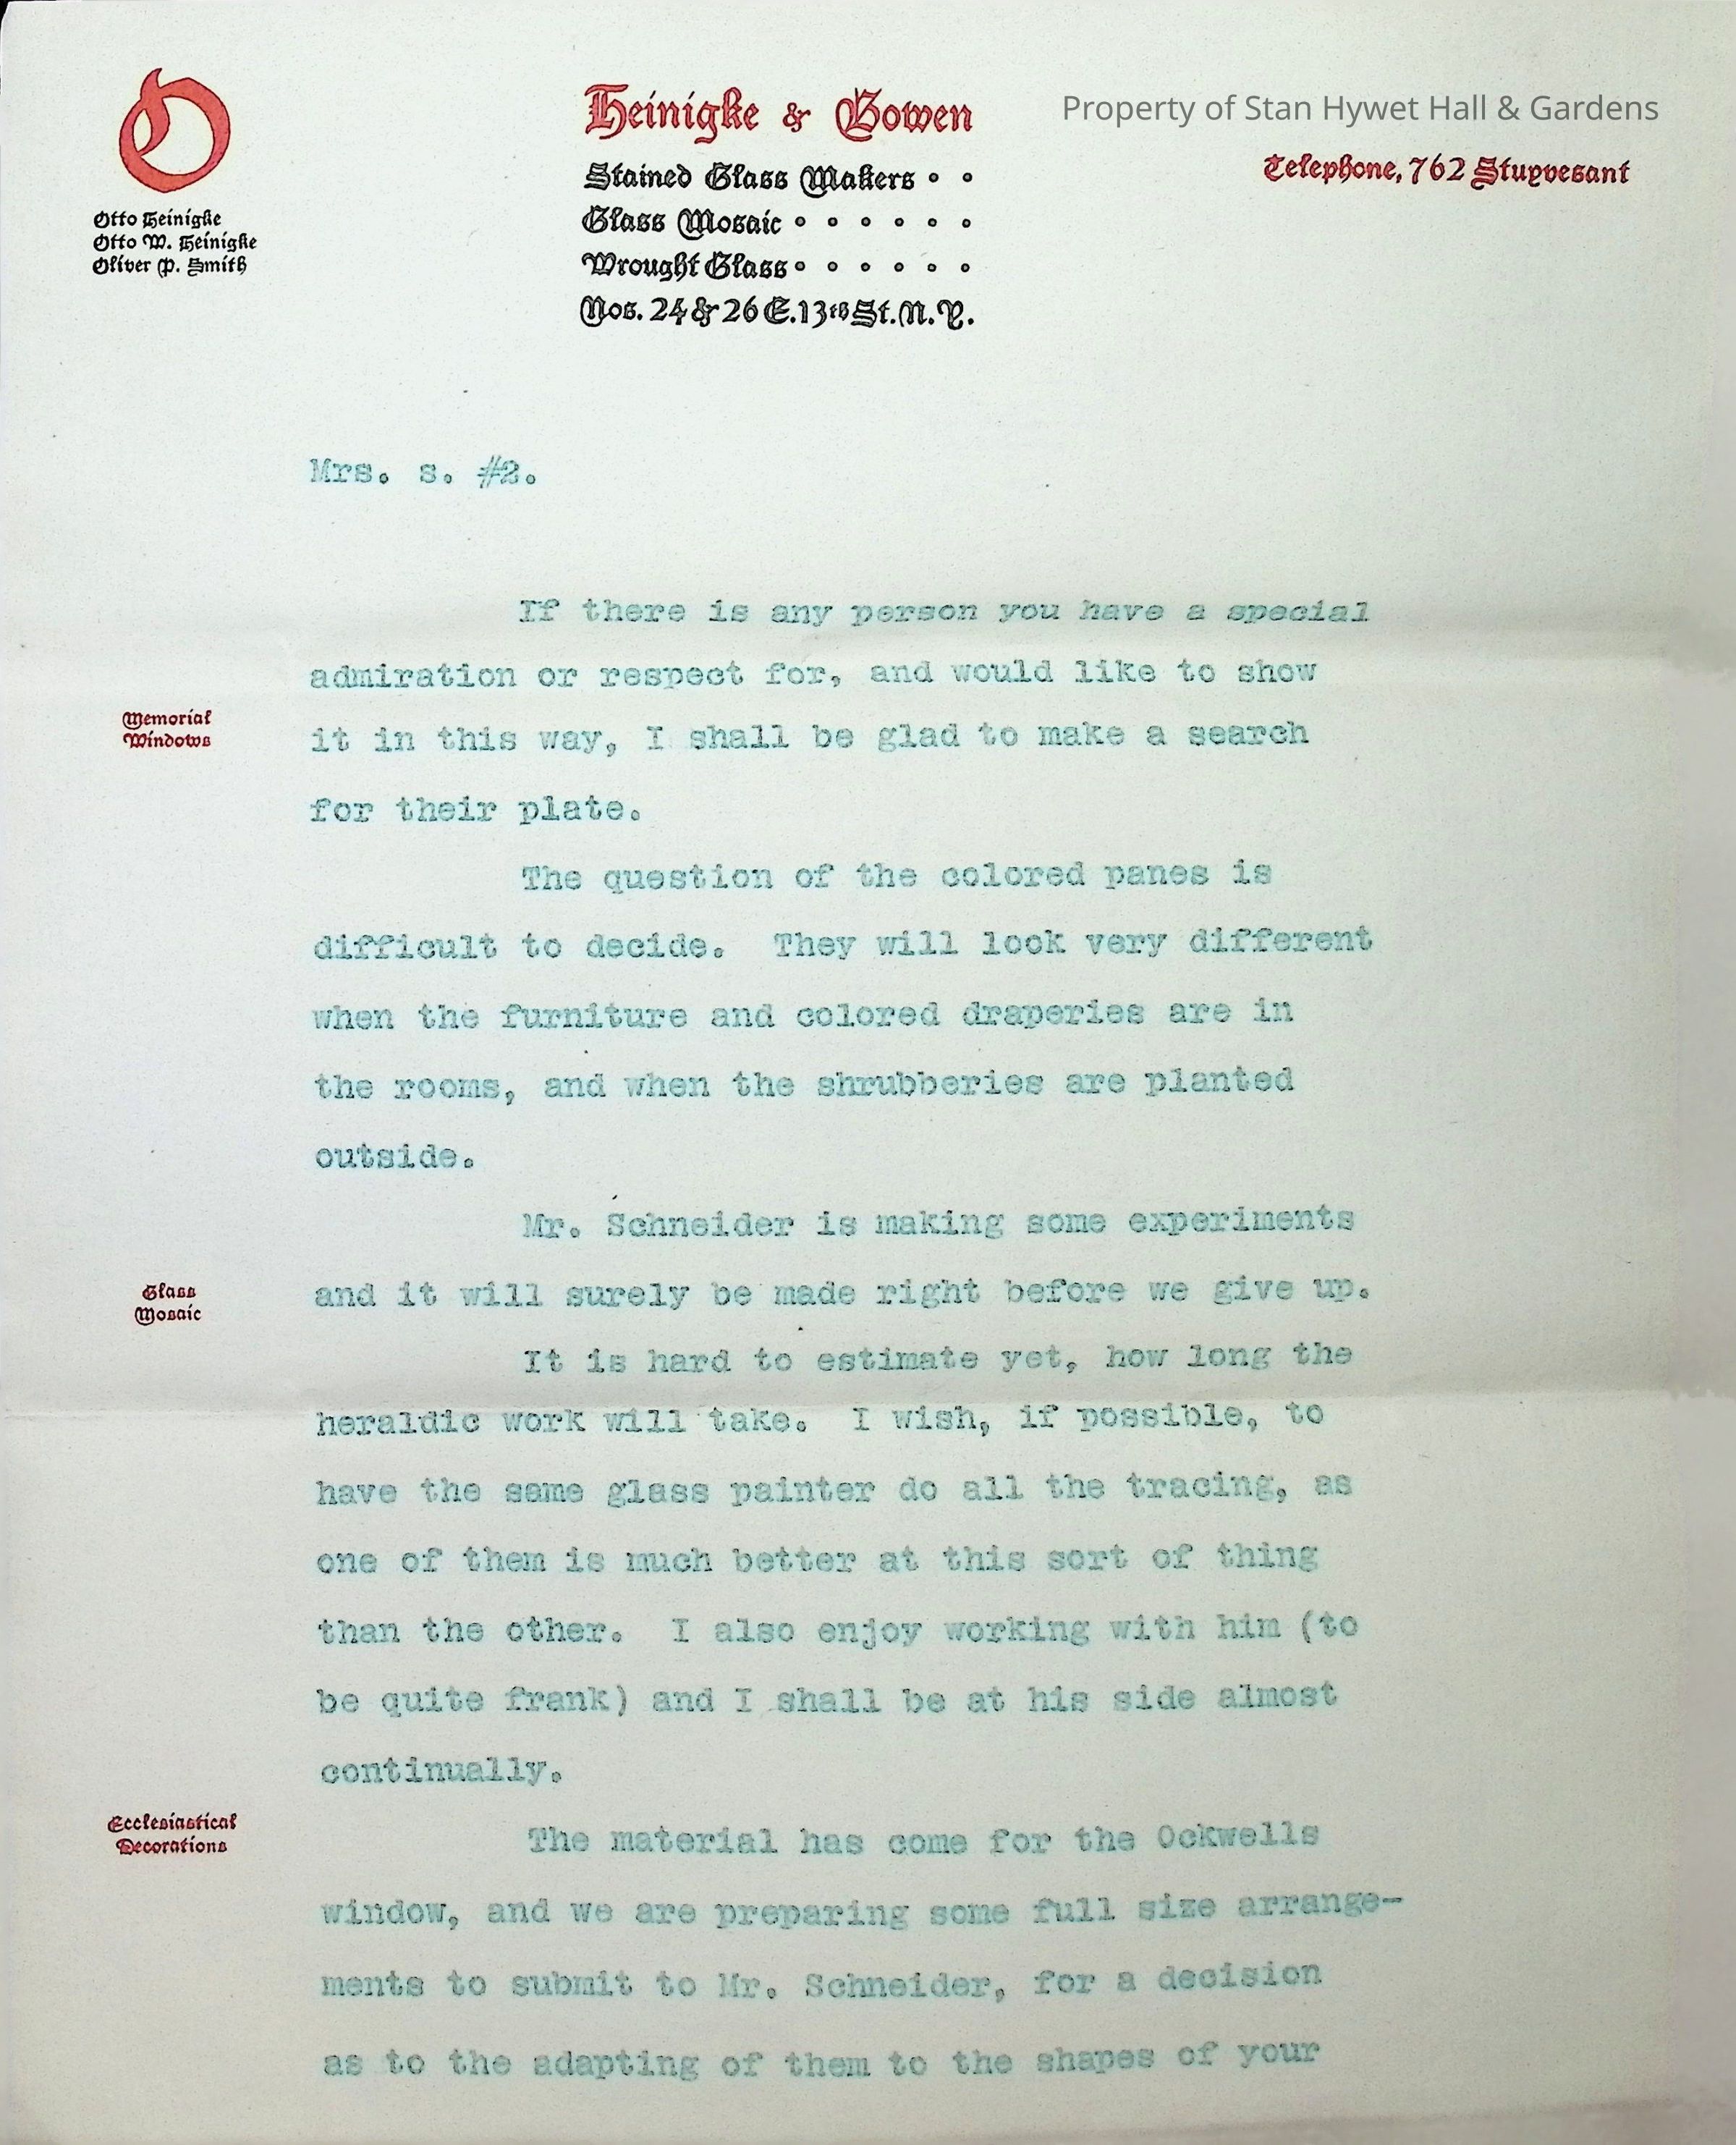 O
Otto Heinigke
Otto W. Heinigke
Oliver P. Smith
Heinigke & Bowen
Stained Glass Makers • •
Glass Mosaic • • • • • •
Wrought Glass • • • • • •
Nos. 24 & 26 E. 13th St. N. Y.
Property of Stan Hywet Hall & Gardens
Telephone, 762 Stuyvesant
Mrs. s. #2.
If there is any person you have a special
admiration or respect for, and would like to show
Memorial
Windows
it in this way, I shall be glad to make a search
for their plate.
The question of the colored panes is
difficult to decide. They will look very different
when the furniture and colored draperies are in
the rooms, and when the shrubberies are planted
outside.
Mr. Schneider is making some experiments
Glass
Mosaic
and it will surely be made right before we give up.
It is hard to estimate yet, how long the
heraldic work will take. I wish, if possible, to
have the same glass painter do all the tracing, as
one of them is much better at this sort of thing
than the other. I also enjoy working with him (to
be quite frank) and I shall be at his side almost
continually.
Ecclesiastical
Decorations
The material has come for the Ockwells
window, and we are preparing some full size arrange-
ments to submit to Mr. Schneider, for a decision
as to the adapting of them to the shapes of your